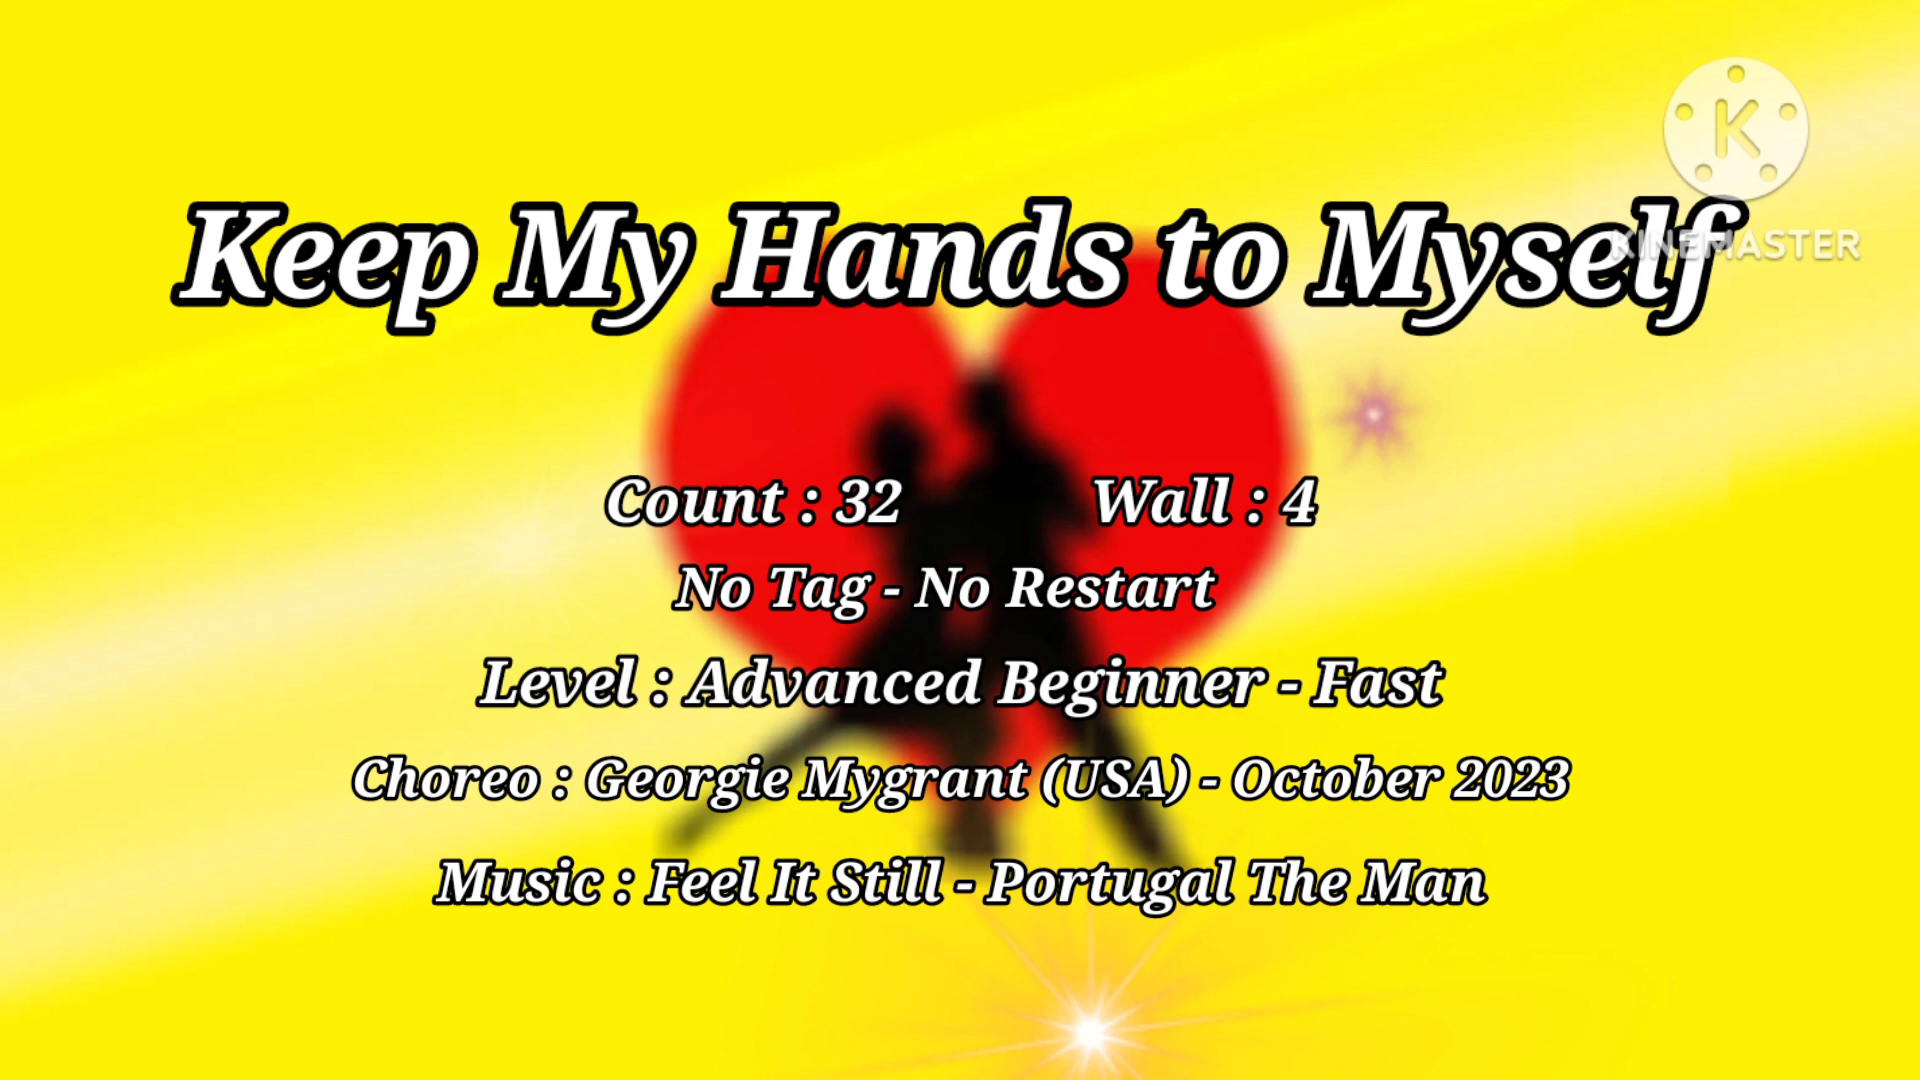 K
KINEMASTER
Keep My Hands to Myself
Count : 32 Wall : 4
No Tag - No Restart
Level : Advanced Beginner - Fast
Choreo : Georgie Mygrant (USA) - October 2023
Music : Feel It Still - Portugal The Man